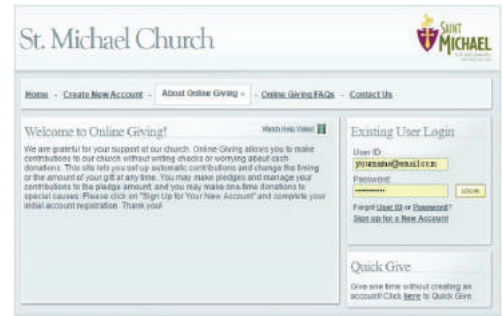 St. Michael Church
SAINT
MICHAEL
Home - Create New Account - About Online Giving - Online Giving FAQs - Contact Us
Welcome to Online Giving!
Watch Help Video
We are grateful for your support of our church. Online Giving allows you to make
contributions to our church without writing checks or worrying about cash
donations. This site lets you set up automatic contributions and change the timing
or the amount of your gift at any time. You may make pledges and manage your
contributions to the pledge amount, and you may make one-time donations to
special causes. Please click on "Sign Up for Your New Account" and complete your
initial account registration. Thank you!
Existing User Login
User ID:
yourname@email.com
Password:
LOGIN
Forgot User ID or Password?
Sign up for a New Account
Quick Give
Give one time without creating an
account! Click here to Quick Give.